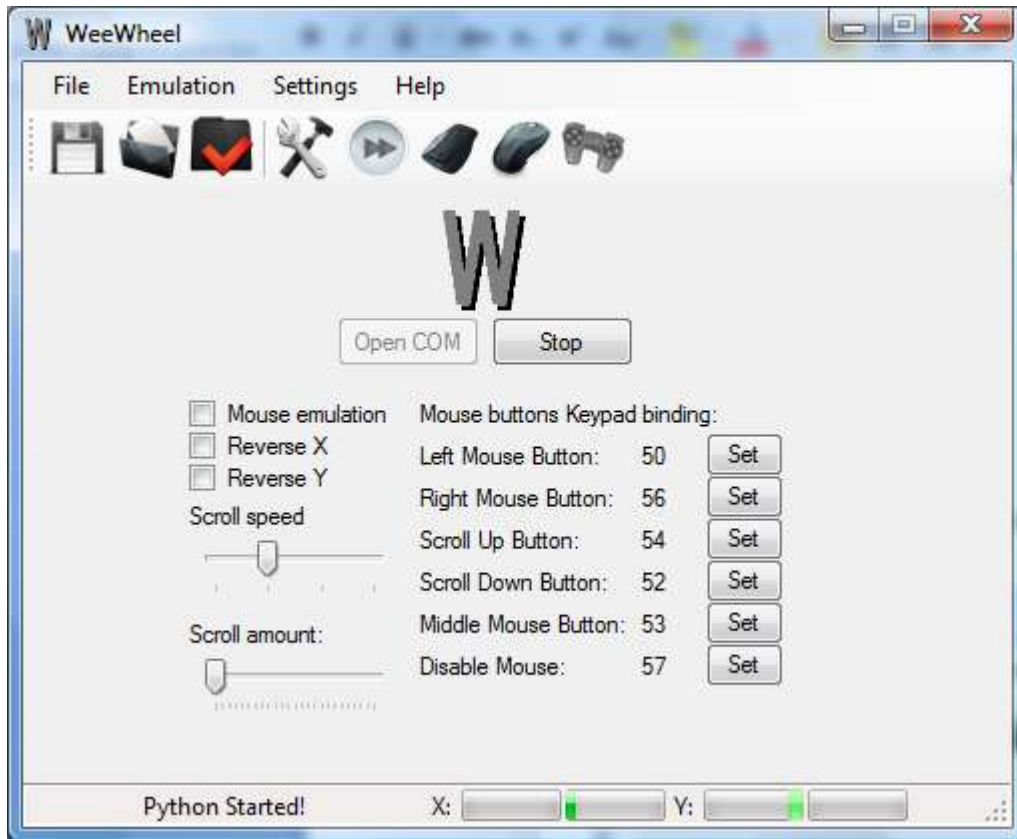 WeeWheel
File Emulation Settings Help
W
Open COM Stop
Mouse emulation
Reverse X
Reverse Y
Scroll speed
Scroll amount:
Mouse buttons Keypad binding:
Left Mouse Button: 50 Set
Right Mouse Button: 56 Set
Scroll Up Button: 54 Set
Scroll Down Button: 52 Set
Middle Mouse Button: 53 Set
Disable Mouse: 57 Set
Python Started! X: Y: